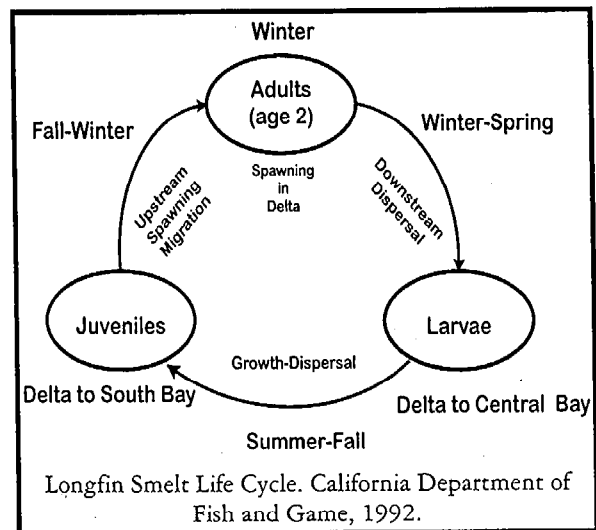 Winter
Adults
(age 2)
Fall-Winter
Winter-Spring
Upstream
Spawning
Migration
Spawning
in
Delta
Downstream
Dispersal
Juveniles
Larvae
Growth-Dispersal
Delta to South Bay
Delta to Central Bay
Summer-Fall
Longfin Smelt Life Cycle. California Department of
Fish and Game, 1992.